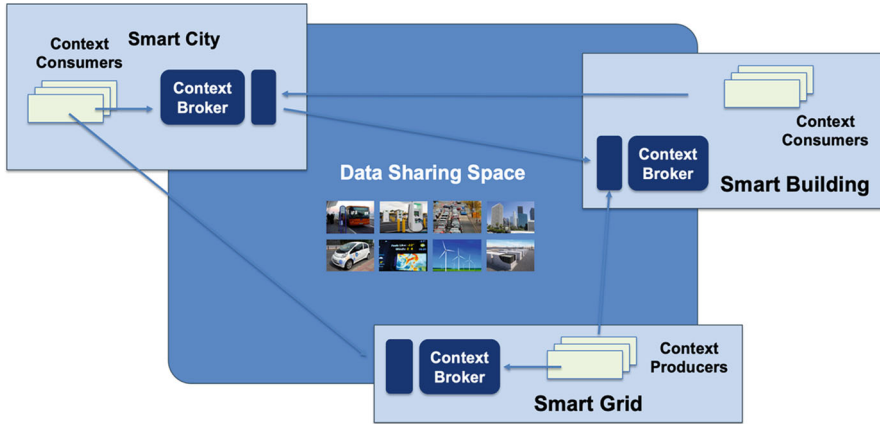 Smart City
Context
Consumers
Context
Broker
Context
Consumers
Context
Broker
Smart Building
Data Sharing Space
Context
Broker
Context
Producers
Smart Grid